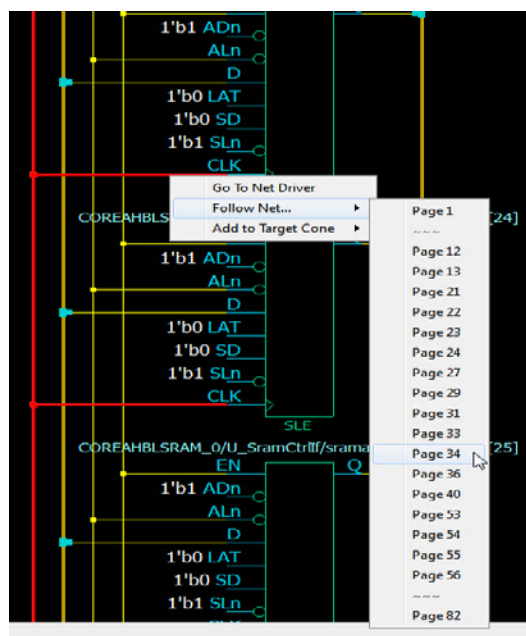 1'b1 ADn
ALn
D
1'b0 LAT
1'b0 SD
1'b1 SLn
CLK
Go To Net Driver
Follow Net...
Add to Target Cone
COREAHBLS
[24]
1'b1 ADn
ALn
D
1'b0 LAT
1'b0 SD
1'b1 SLn
CLK
SLE
COREAHBLSRAM_0/U_SramCtrlIf/srama
[25]
EN
Q
1'b1 ADn
ALn
D
1'b0 LAT
1'b0 SD
1'b1 SLn
Page 1
~~~
Page 12
Page 13
Page 21
Page 22
Page 23
Page 24
Page 27
Page 29
Page 31
Page 33
Page 34
Page 36
Page 40
Page 53
Page 54
Page 55
Page 56
~~~
Page 82